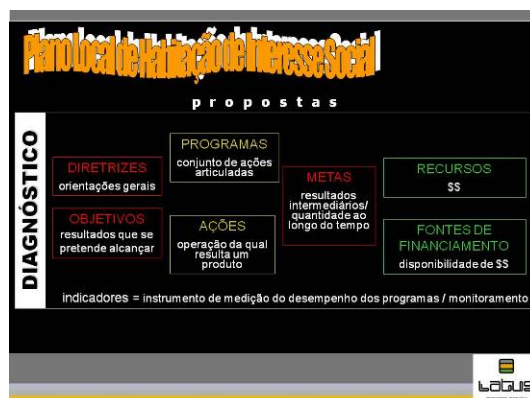 Plano Local de Habitação de Interesse Social
propostas
DIAGNÓSTICO
DIRETRIZES
orientações gerais
OBJETIVOS
resultados que se
pretende alcançar
PROGRAMAS
conjunto de ações
articuladas
AÇÕES
operação da qual
resulta um
produto
METAS
resultados
intermediários/
quantidade ao
longo do tempo
RECURSOS
$$
FONTES DE
FINANCIAMENTO
disponibilidade de $$
indicadores = instrumento de medição do desempenho dos programas / monitoramento
Latus